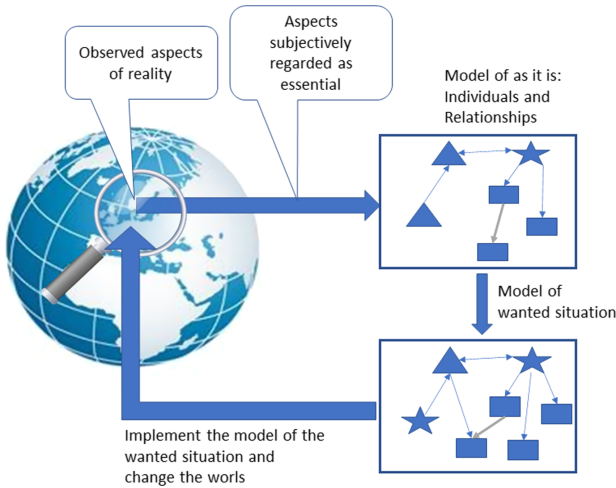 Observed aspects
of reality
Aspects
subjectively
regarded as
essential
Model of as it is:
Individuals and
Relationships
Model of
wanted situation
Implement the model of the
wanted situation and
change the worls